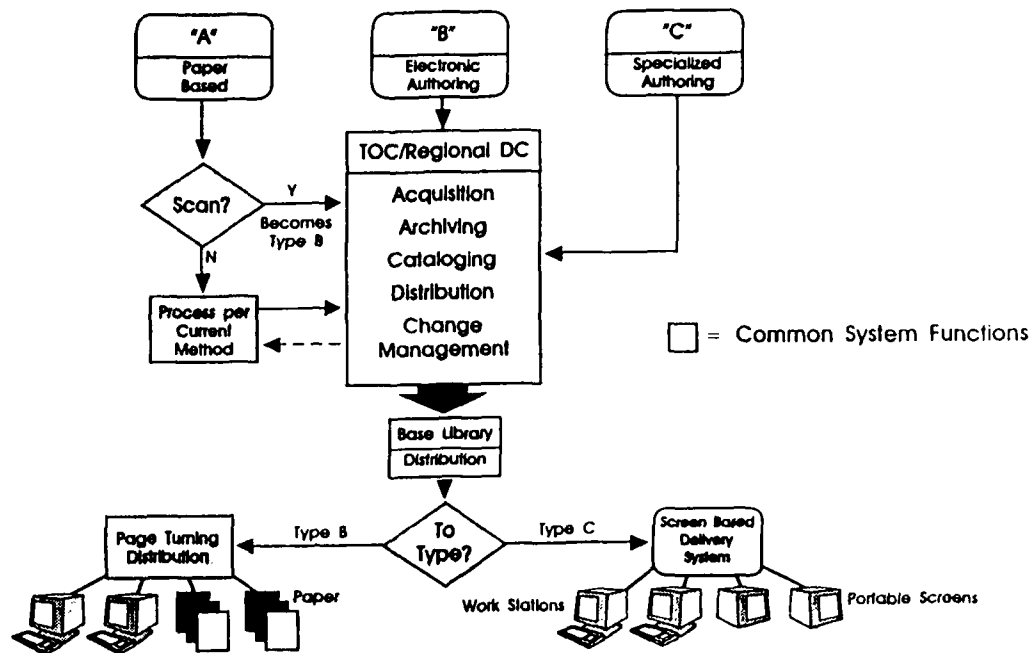 "A"
Paper
Based
"B"
Electronic
Authoring
"C"
Specialized
Authoring
TOC/Regional DC
Acquisition
Archiving
Cataloging
Distribution
Change
Management
Scan?
Y
Becomes
Type B
N
Process per
Current
Method
= Common System Functions
Base Library
Distribution
To
Type?
Type B
Type C
Page Turning
Distribution
Paper
Screen Based
Delivery
System
Work Stations
Portable Screens